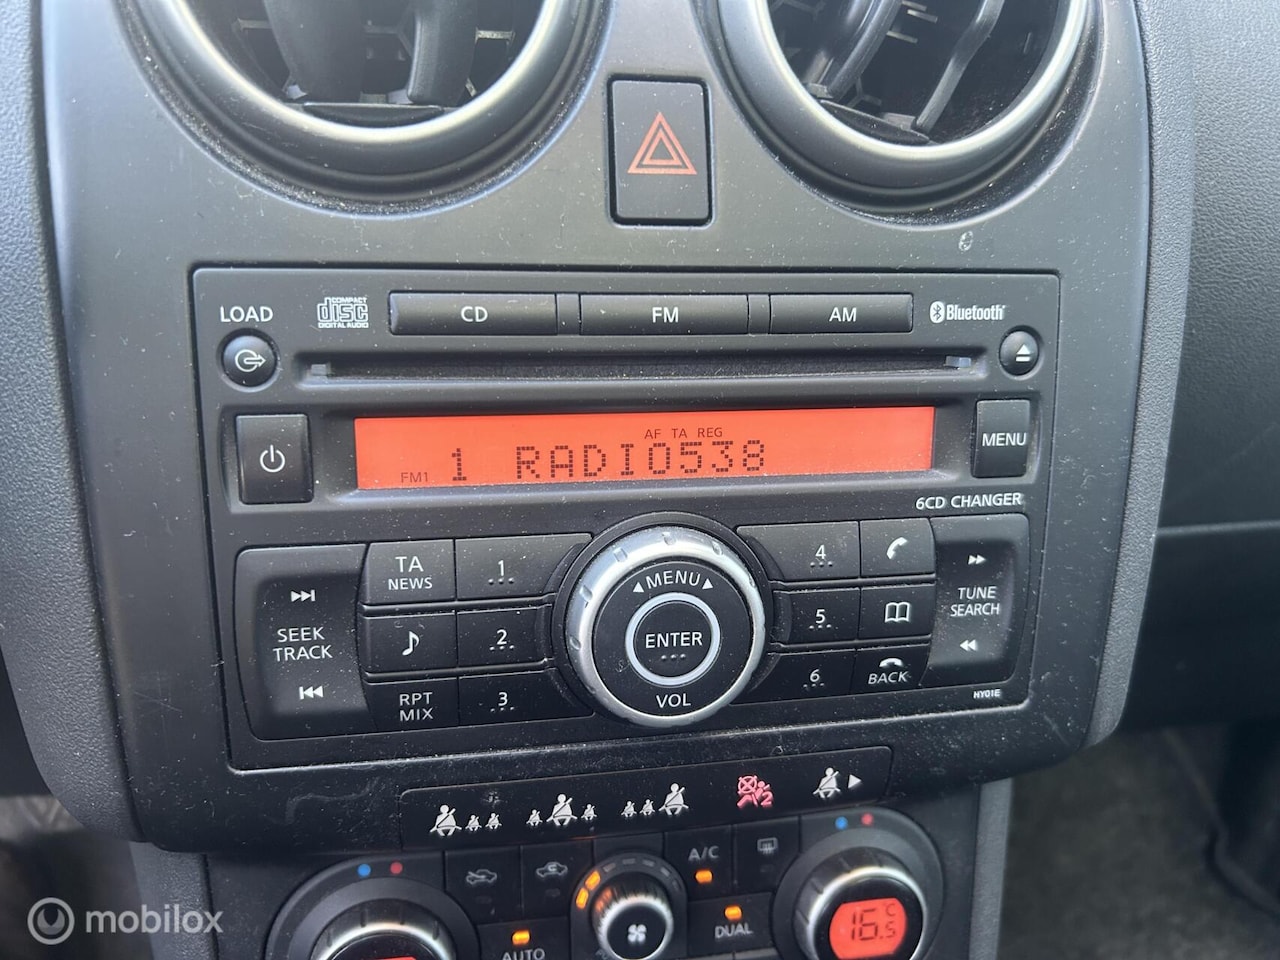 LOAD
COMPACT
disc
DIGITAL AUDIO
CD
FM
AM
Bluetooth
AF TA REG
FM1 1 RADIO538
MENU
6CD CHANGER
SEEK
TRACK
TA
NEWS
1
2
3
RPT
MIX
MENU
ENTER
VOL
4
5
6
BACK
TUNE
SEARCH
HY01E
2
A/C
AUTO
DUAL
16.5°C
mobilox